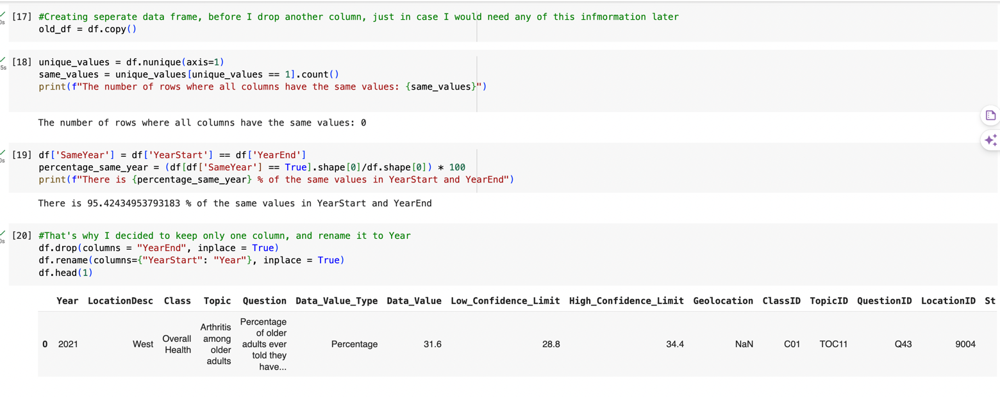 [17] #Creating seperate data frame, before I drop another column, just in case I would need any of this infmormation later
old_df = df.copy()
[18] unique_values = df.nunique(axis=1)
same_values = unique_values[unique_values == 1].count()
print(f"The number of rows where all columns have the same values: {same_values}")
The number of rows where all columns have the same values: 0
[19] df['SameYear'] = df['YearStart'] == df['YearEnd']
percentage_same_year = (df[df['SameYear'] == True].shape[0]/df.shape[0]) * 100
print(f"There is {percentage_same_year} % of the same values in YearStart and YearEnd")
There is 95.42434953793183 % of the same values in YearStart and YearEnd
[20] #That's why I decided to keep only one column, and rename it to Year
df.drop(columns = "YearEnd", inplace = True)
df.rename(columns={"YearStart": "Year"}, inplace = True)
df.head(1)
Year LocationDesc Class Topic Question Data_Value_Type Data_Value Low_Confidence_Limit High_Confidence_Limit Geolocation ClassID TopicID QuestionID LocationID St
0 2021 West Overall Health Arthritis among older adults Percentage of older adults ever told they have... Percentage 31.6 28.8 34.4 NaN C01 TOC11 Q43 9004